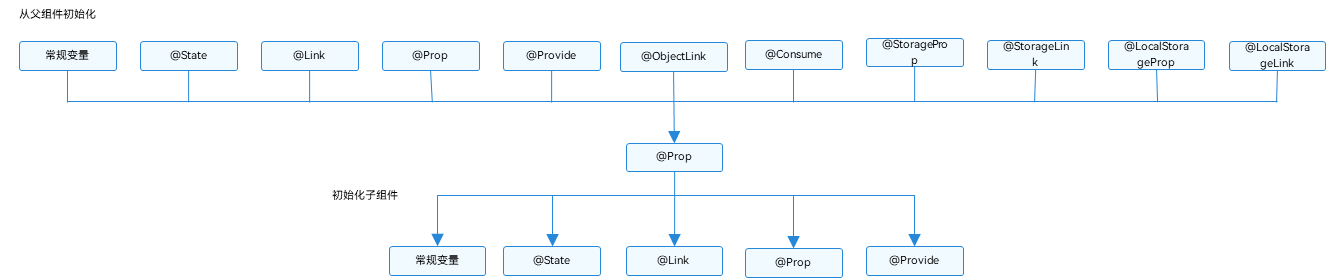 从父组件初始化
常规变量
@State
@Link
@Prop
@Provide
@ObjectLink
@Consume
@StoragePro
p
@StorageLin
k
@LocalStora
geProp
@LocalStora
geLink
@Prop
初始化子组件
常规变量
@State
@Link
@Prop
@Provide